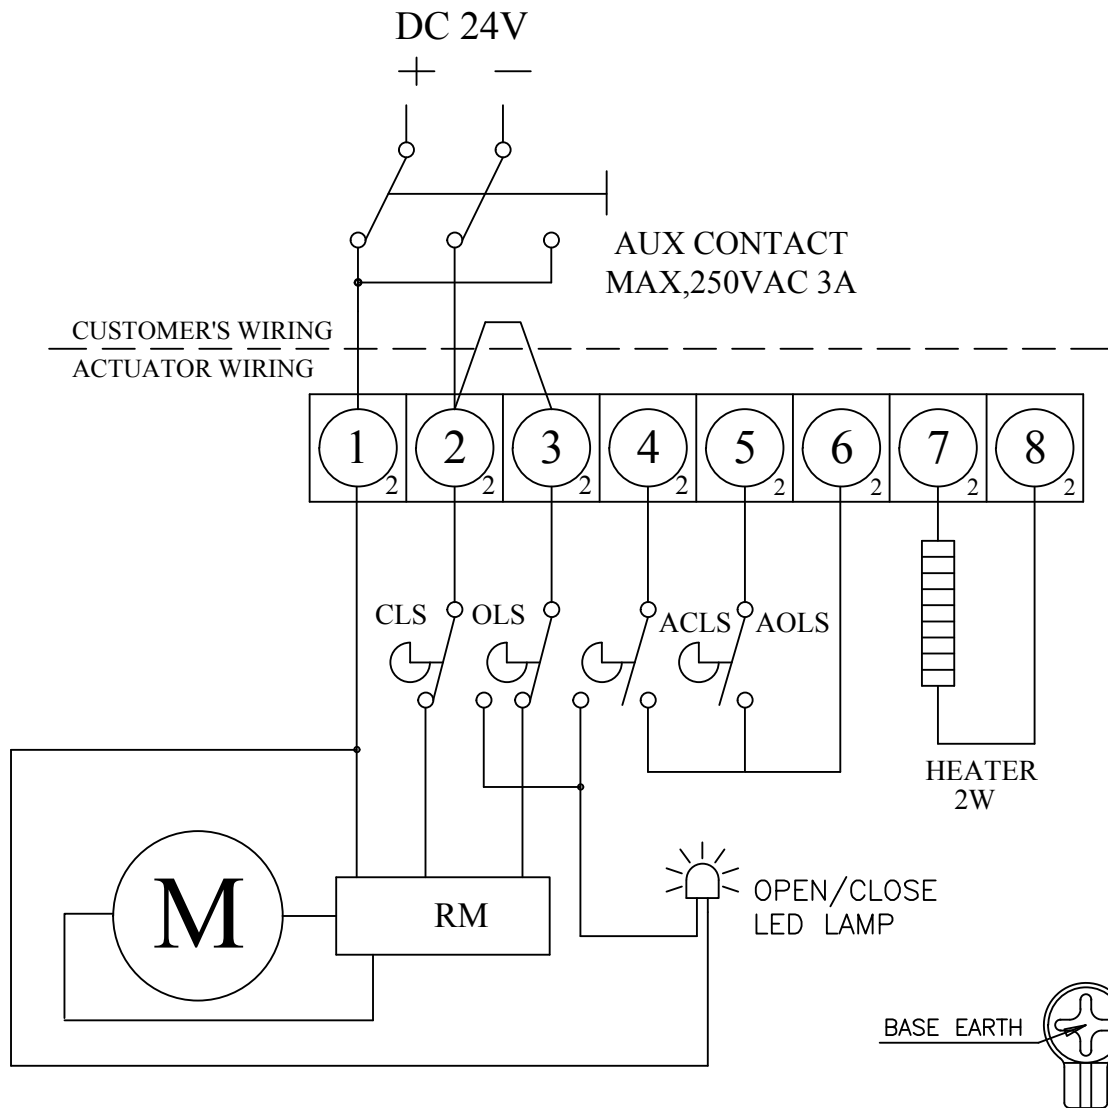 DC 24V
+ —
AUX CONTACT
MAX,250VAC 3A
CUSTOMER'S WIRING
ACTUATOR WIRING
1 2 3 4 5 6 7 8
2 2 2 2 2 2 2 2
CLS OLS ACLS AOLS
HEATER
2W
M
RM
OPEN/CLOSE
LED LAMP
BASE EARTH